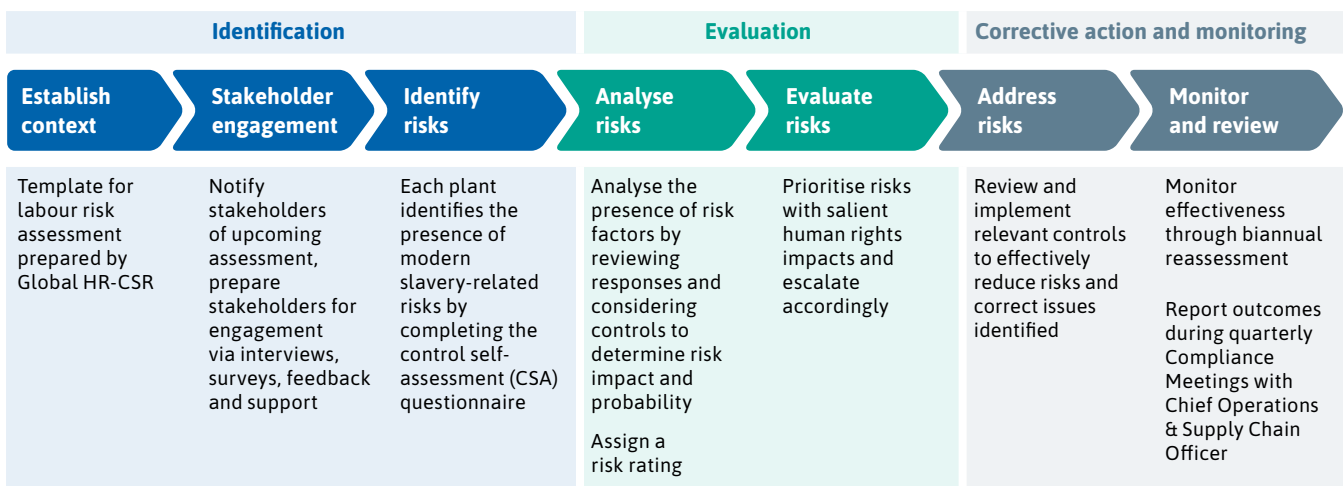 Identification
Evaluation
Corrective action and monitoring
Establish
context
Stakeholder
engagement
Identify
risks
Analyse
risks
Evaluate
risks
Address
risks
Monitor
and review
Template for
labour risk
assessment
prepared by
Global HR-CSR
Notify
stakeholders
of upcoming
assessment,
prepare
stakeholders for
engagement
via interviews,
surveys, feedback
and support
Each plant
identifies the
presence of
modern
slavery-related
risks by
completing the
control self-
assessment (CSA)
questionnaire
Analyse the
presence of risk
factors by
reviewing
responses and
considering
controls to
determine risk
impact and
probability
Assign a
risk rating
Prioritise risks
with salient
human rights
impacts and
escalate
accordingly
Review and
implement
relevant controls
to effectively
reduce risks and
correct issues
identified
Monitor
effectiveness
through biannual
reassessment
Report outcomes
during quarterly
Compliance
Meetings with
Chief Operations
& Supply Chain
Officer